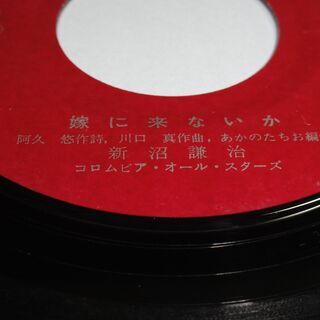 嫁に来ないか
阿久 悠作詩,川口 真作曲,あかのたちお編
新沼謙治
コロムビア・オール・スターズ